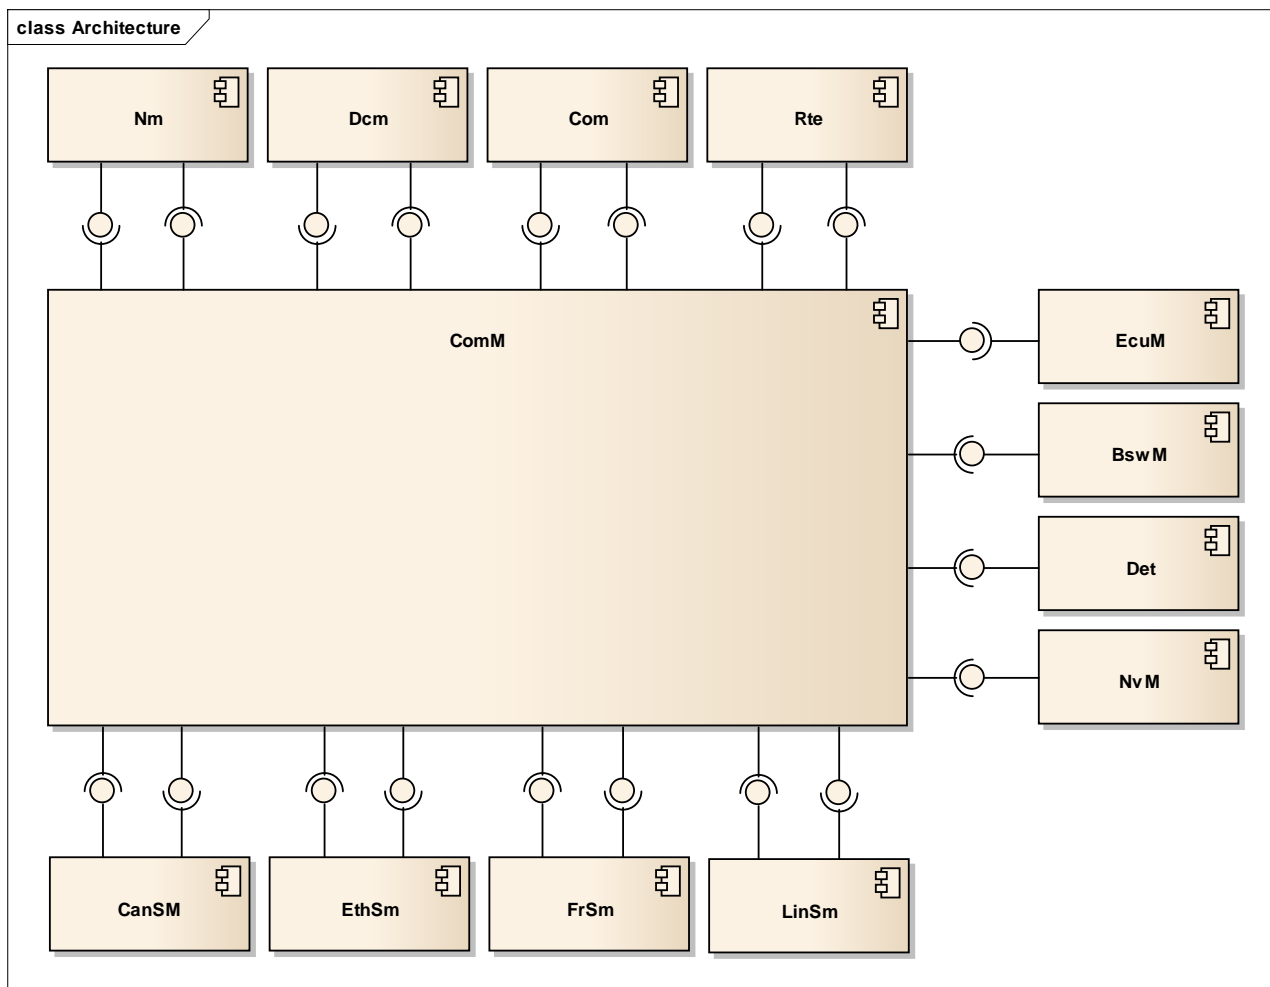 class Architecture
Nm
Dcm
Com
Rte
ComM
EcuM
BswM
Det
NvM
CanSM
EthSm
FrSm
LinSm